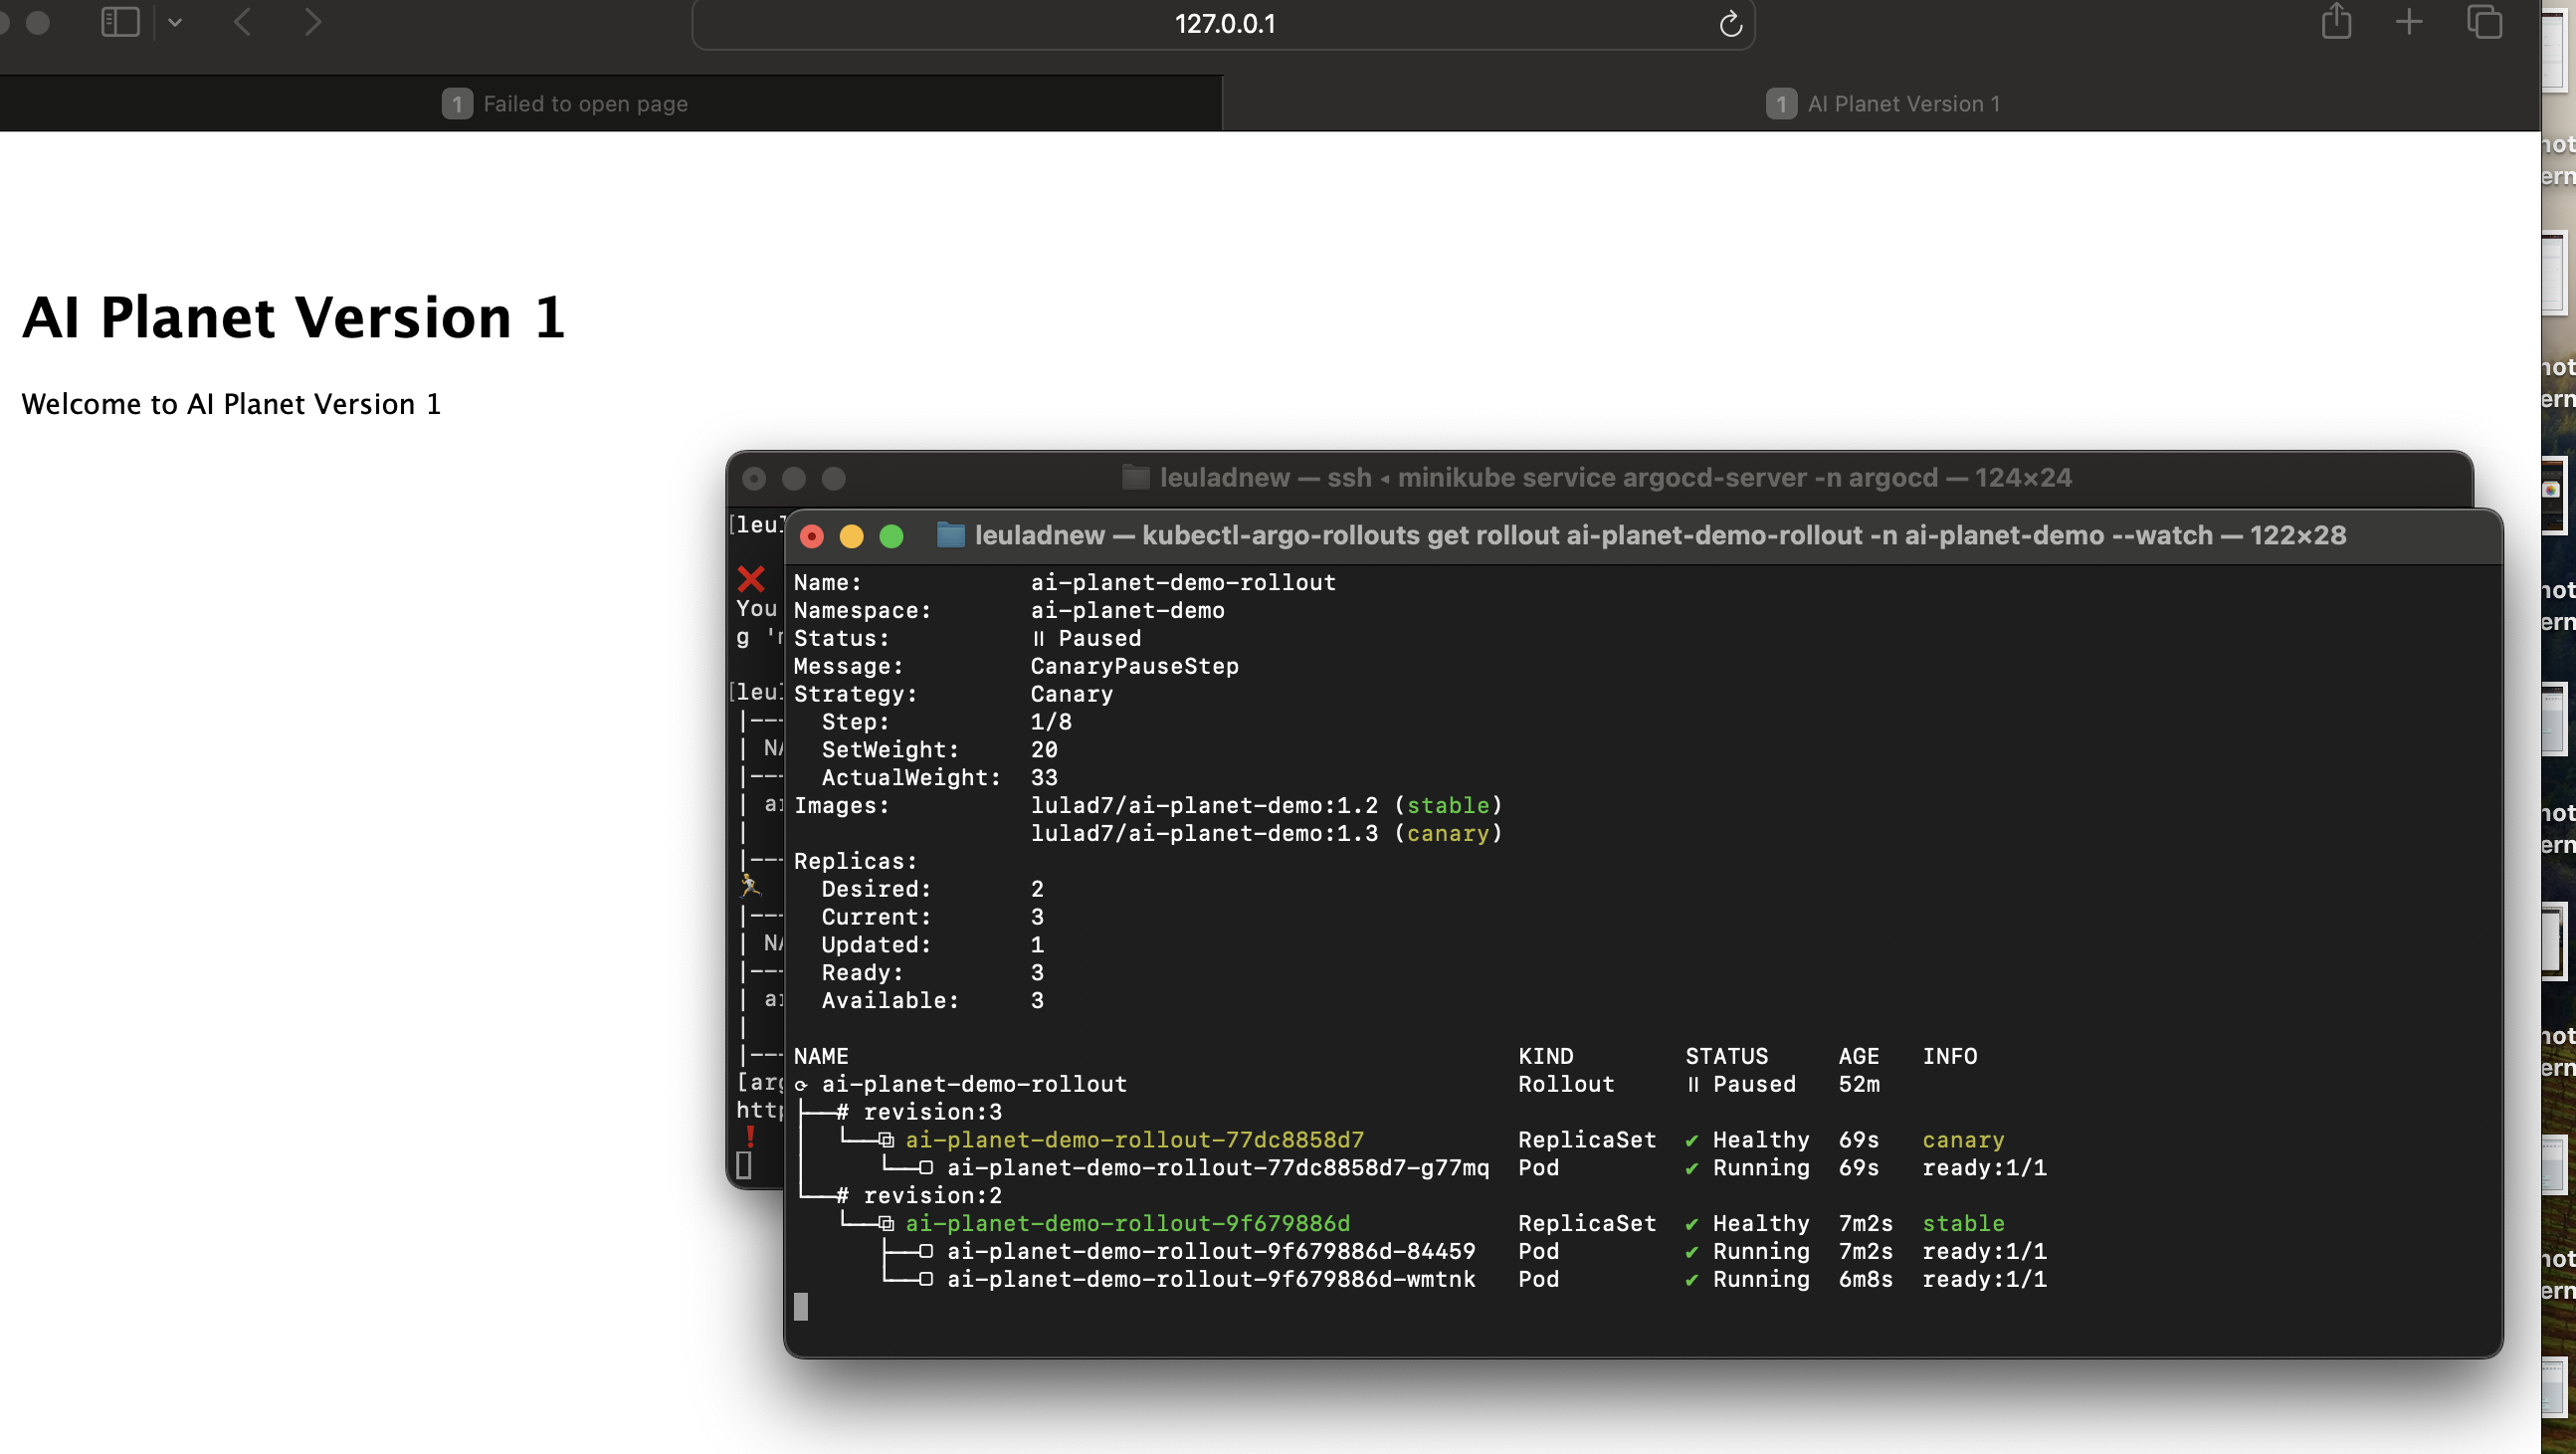 127.0.0.1
1 Failed to open page
1 AI Planet Version 1
AI Planet Version 1
Welcome to AI Planet Version 1
leuladnew — ssh ◂ minikube service argocd-server -n argocd — 124×24
leuladnew — kubectl-argo-rollouts get rollout ai-planet-demo-rollout -n ai-planet-demo --watch — 122×28
You
g
Name: ai-planet-demo-rollout
Namespace: ai-planet-demo
Status: ॥ Paused
Message: CanaryPauseStep
Strategy: Canary
Step: 1/8
SetWeight: 20
ActualWeight: 33
Images: lulad7/ai-planet-demo:1.2 (stable)
lulad7/ai-planet-demo:1.3 (canary)
Replicas:
Desired: 2
Current: 3
Updated: 1
Ready: 3
Available: 3
NAME KIND STATUS AGE INFO
⟳ ai-planet-demo-rollout Rollout ॥ Paused 52m
├──# revision:3
│ └──⧉ ai-planet-demo-rollout-77dc8858d7 ReplicaSet ✔ Healthy 69s canary
│ └──□ ai-planet-demo-rollout-77dc8858d7-g77mq Pod ✔ Running 69s ready:1/1
└──# revision:2
└──⧉ ai-planet-demo-rollout-9f679886d ReplicaSet ✔ Healthy 7m2s stable
├──□ ai-planet-demo-rollout-9f679886d-84459 Pod ✔ Running 7m2s ready:1/1
└──□ ai-planet-demo-rollout-9f679886d-wmtnk Pod ✔ Running 6m8s ready:1/1